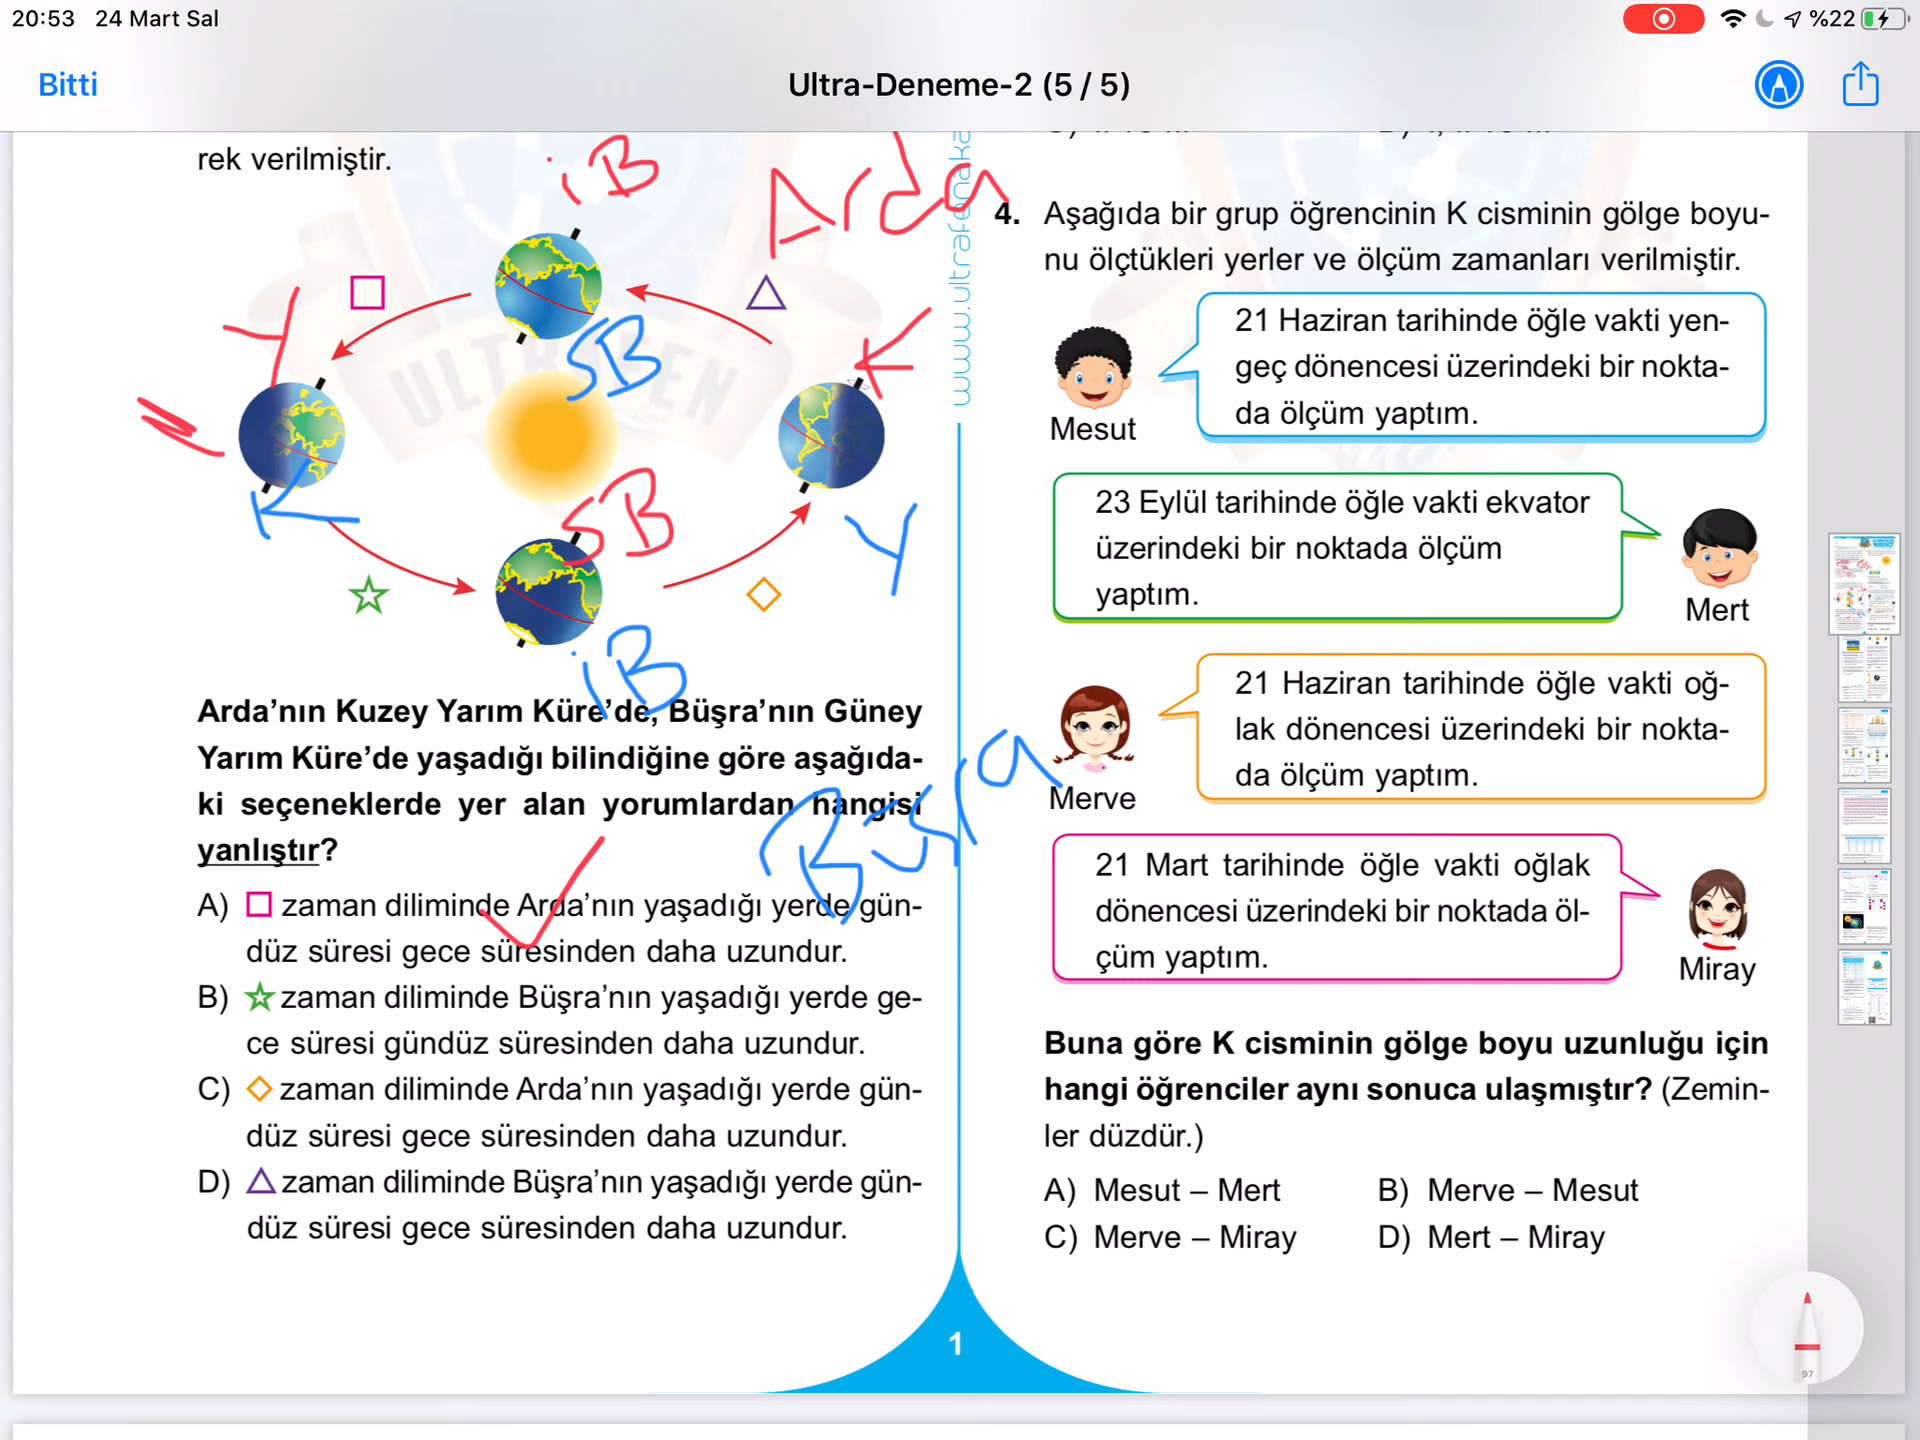 20:53 24 Mart Sal
%22
Bitti
Ultra-Deneme-2 (5 / 5)
rek verilmiştir.
iB
Arda
SB
Y
K
K
SB
Y
iB
ULTRAFEN
Arda’nın Kuzey Yarım Küre’de, Büşra’nın Güney
Yarım Küre’de yaşadığı bilindiğine göre aşağıda-
ki seçeneklerde yer alan yorumlardan hangisi
yanlıştır?
Büşra
A) zaman diliminde Arda’nın yaşadığı yerde gün-
düz süresi gece süresinden daha uzundur.
B) zaman diliminde Büşra’nın yaşadığı yerde ge-
ce süresi gündüz süresinden daha uzundur.
C) zaman diliminde Arda’nın yaşadığı yerde gün-
düz süresi gece süresinden daha uzundur.
D) zaman diliminde Büşra’nın yaşadığı yerde gün-
düz süresi gece süresinden daha uzundur.
4. Aşağıda bir grup öğrencinin K cisminin gölge boyu-
nu ölçtükleri yerler ve ölçüm zamanları verilmiştir.
21 Haziran tarihinde öğle vakti yen-
geç dönencesi üzerindeki bir nokta-
da ölçüm yaptım.
Mesut
23 Eylül tarihinde öğle vakti ekvator
üzerindeki bir noktada ölçüm
yaptım.
Mert
21 Haziran tarihinde öğle vakti oğ-
lak dönencesi üzerindeki bir nokta-
da ölçüm yaptım.
Merve
21 Mart tarihinde öğle vakti oğlak
dönencesi üzerindeki bir noktada öl-
çüm yaptım.
Miray
Buna göre K cisminin gölge boyu uzunluğu için
hangi öğrenciler aynı sonuca ulaşmıştır? (Zemin-
ler düzdür.)
A) Mesut – Mert B) Merve – Mesut
C) Merve – Miray D) Mert – Miray
1
97